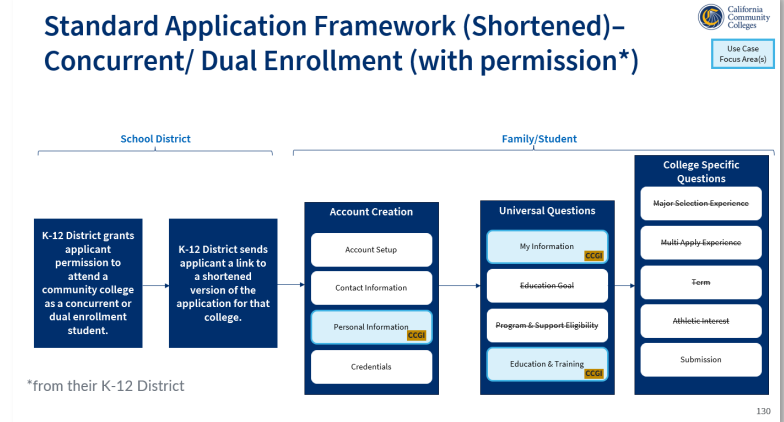 Standard Application Framework (Shortened)–
Concurrent/ Dual Enrollment (with permission*)
California
Community
Colleges
Use Case
Focus Area(s)
School District
Family/Student
K-12 District grants
applicant
permission to
attend a
community college
as a concurrent or
dual enrollment
student.
K-12 District sends
applicant a link to
a shortened
version of the
application for that
college.
Account Creation
Account Setup
Contact Information
Personal Information
CCGI
Credentials
Universal Questions
My Information
CCGI
Education Goal
Program & Support Eligibility
Education & Training
CCGI
College Specific
Questions
Major Selection Experience
Multi Apply Experience
Term
Athletic Interest
Submission
*from their K-12 District
130